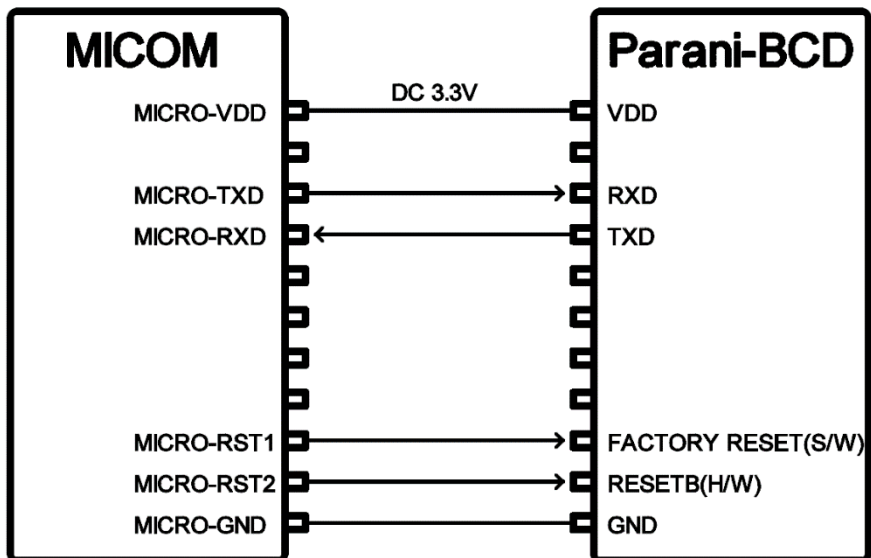 MICOM
Parani-BCD
MICRO-VDD
DC 3.3V
VDD
MICRO-TXD
RXD
MICRO-RXD
TXD
MICRO-RST1
FACTORY RESET(S/W)
MICRO-RST2
RESETB(H/W)
MICRO-GND
GND